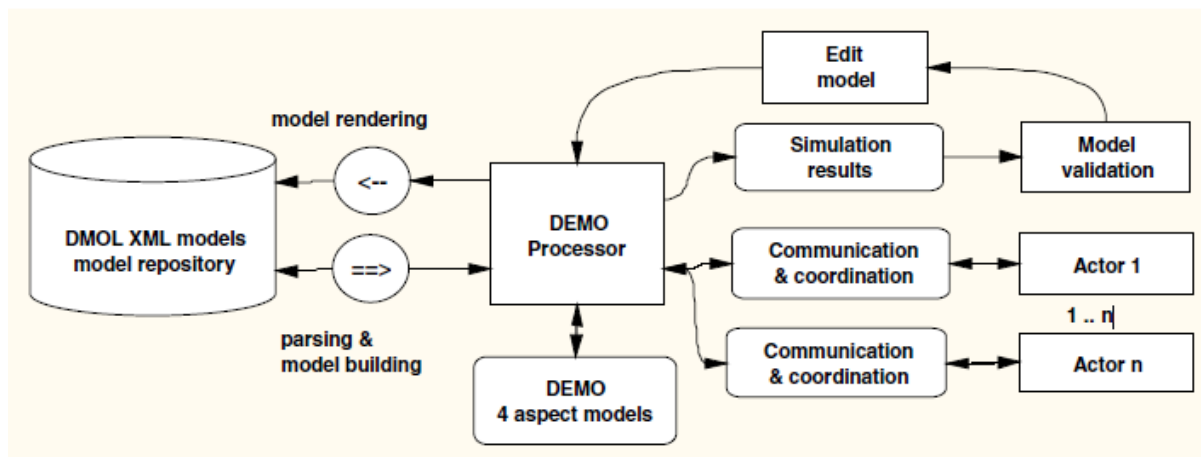 Edit
model
model rendering
Simulation
results
Model
validation
<--
DMOL XML models
model repository
DEMO
Processor
==>
Communication
& coordination
Actor 1
1 .. n
parsing &
model building
Communication
& coordination
Actor n
DEMO
4 aspect models